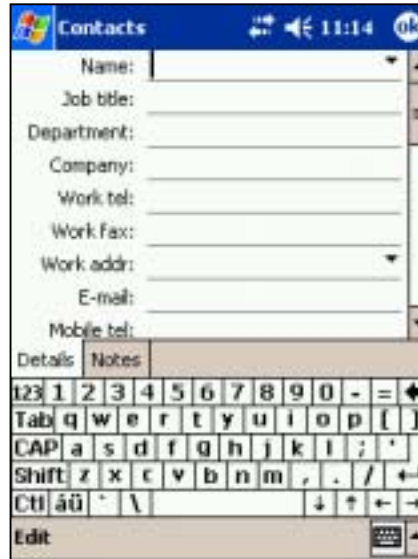 Contacts 11:14 ok
Name:
Job title:
Department:
Company:
Work tel:
Work fax:
Work addr:
E-mail:
Mobile tel:
Details Notes
123 1 2 3 4 5 6 7 8 9 0 - =
Tab q w e r t y u i o p [ ]
CAP a s d f g h j k l ; '
Shift z x c v b n m , . /
Ctl áü ` \ ↓ ↑ ← →
Edit